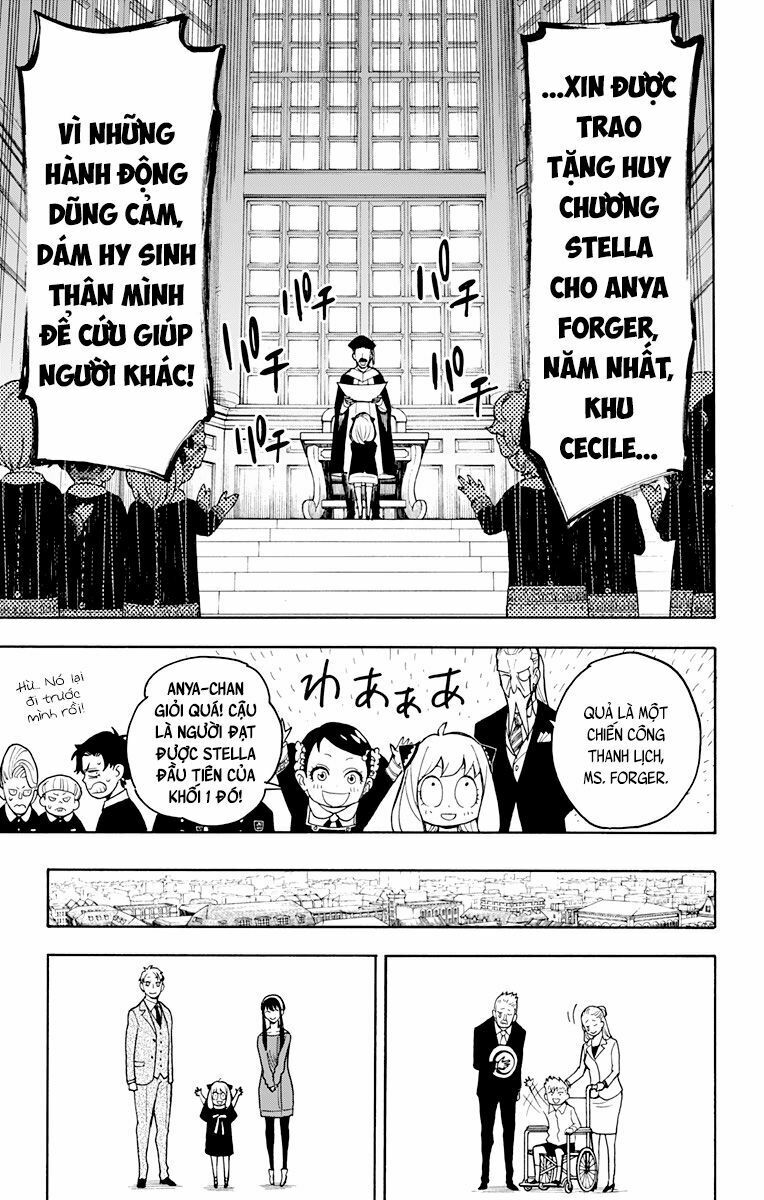 ...XIN ĐƯỢC
TRAO
TẶNG HUY
CHƯƠNG
STELLA
CHO ANYA
FORGER,
NĂM NHẤT,
KHU
CECILE...
VÌ NHỮNG
HÀNH ĐỘNG
DŨNG CẢM,
DÁM HY SINH
THÂN MÌNH
ĐỂ CỨU GIÚP
NGƯỜI KHÁC!
パチ
パチ
パチ
パチ
パチ
パチ
QUẢ LÀ MỘT
CHIẾN CÔNG
THANH LỊCH,
MS. FORGER.
わぁぁぁ
ANYA-CHAN
GIỎI QUÁ! CẬU
LÀ NGƯỜI ĐẠT
ĐƯỢC STELLA
ĐẦU TIÊN CỦA
KHỐI 1 ĐÓ!
Hừ... Nó lại
đi trước
mình rồi!